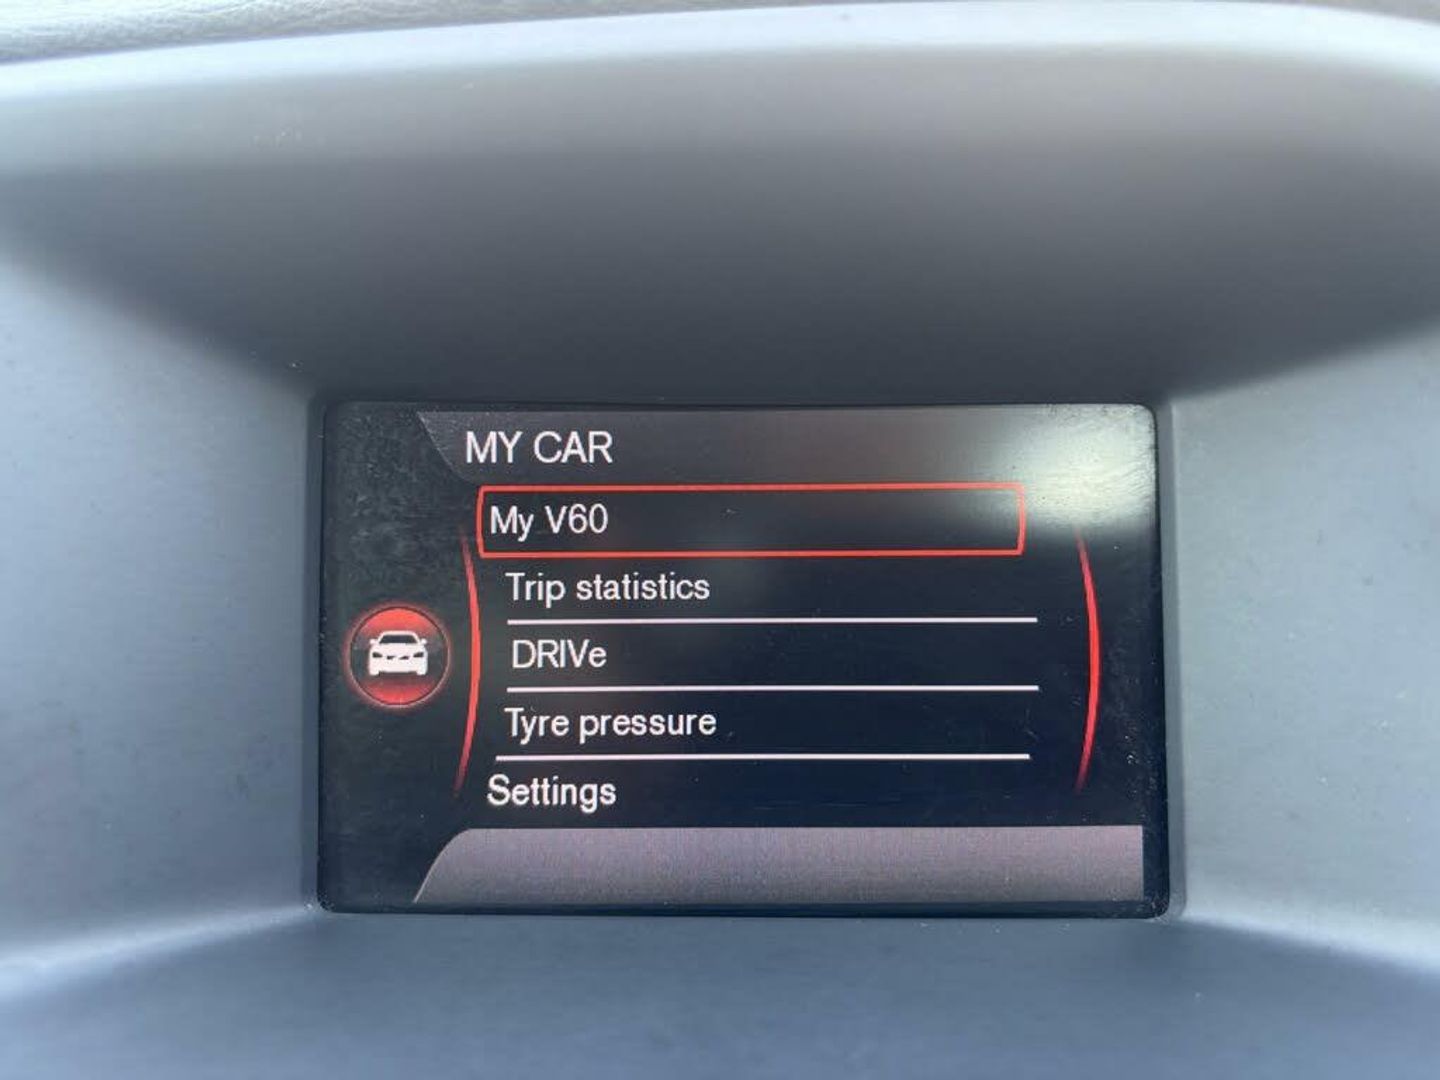 MY CAR
My V60
Trip statistics
DRIVe
Tyre pressure
Settings